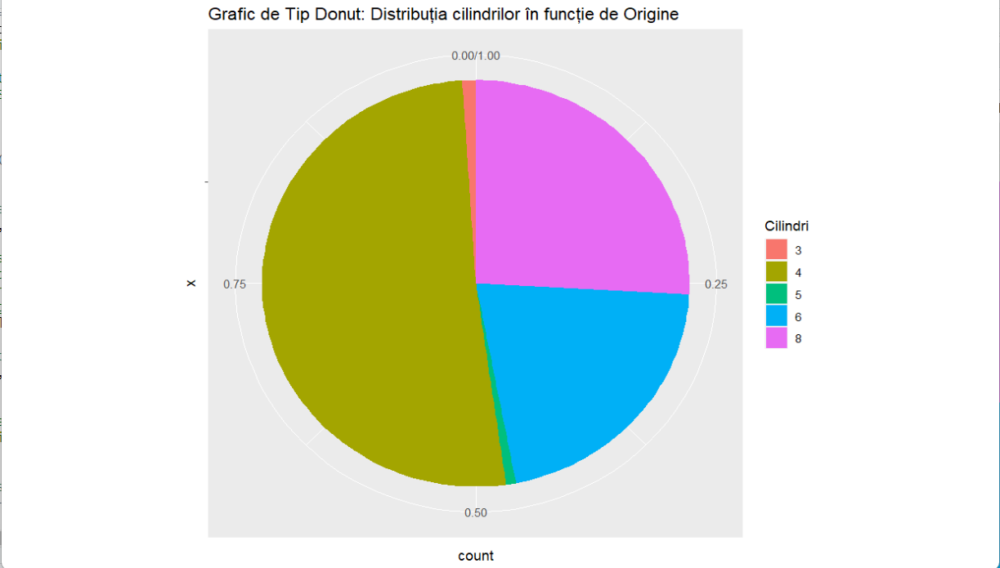 Grafic de Tip Donut: Distribuția cilindrilor în funcție de Origine
0.00/1.00
0.75
0.25
0.50
x
count
Cilindri
3
4
5
6
8